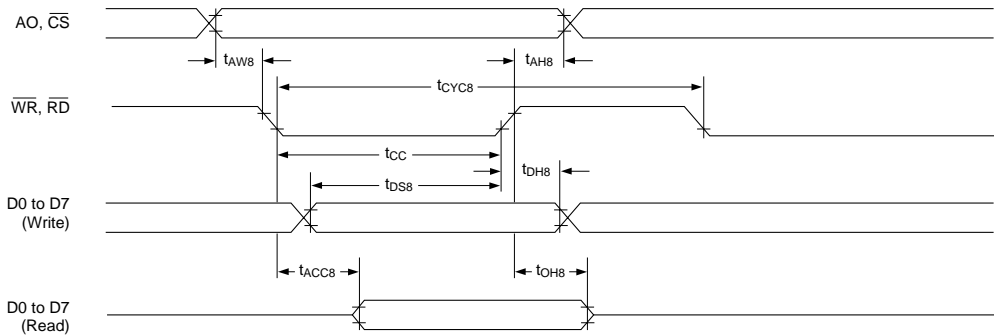 AO, CS
tAW8
tAH8
tCYC8
WR, RD
tCC
tDH8
tDS8
D0 to D7
(Write)
tACC8
tOH8
D0 to D7
(Read)